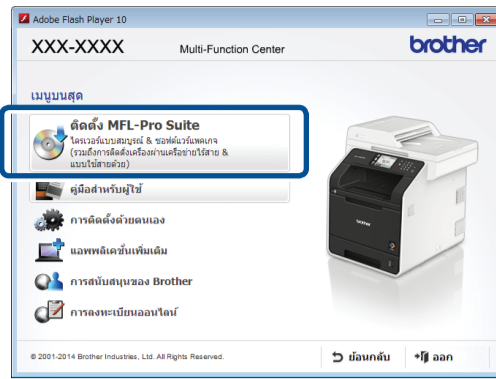 Adobe Flash Player 10
XXX-XXXX
Multi-Function Center
brother
เมนูบนสุด
ติดตั้ง MFL-Pro Suite
ไดรเวอร์แบบสมบูรณ์ & ซอฟต์แวร์แพคเกจ
(รวมถึงการติดตั้งเครื่องผ่านเครือข่ายไร้สาย &
แบบใช้สายด้วย)
คู่มือสำหรับผู้ใช้
การติดตั้งด้วยตนเอง
แอพพลิเคชั่นเพิ่มเติม
การสนับสนุนของ Brother
การลงทะเบียนออนไลน์
© 2001-2014 Brother Industries, Ltd. All Rights Reserved.
ย้อนกลับ
ออก